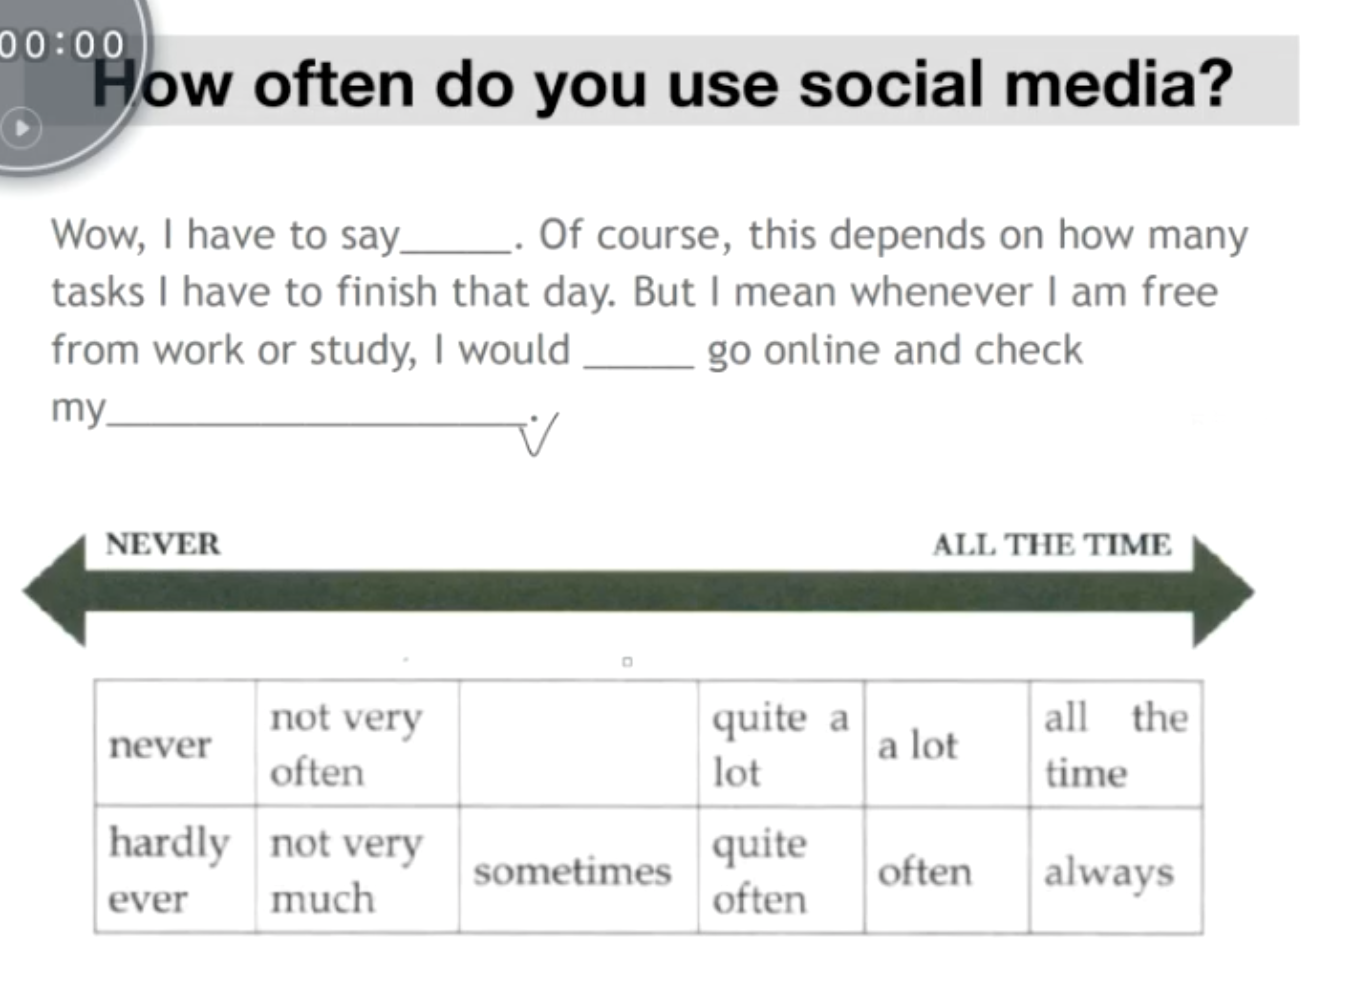 00:00
How often do you use social media?
Wow, I have to say_____. Of course, this depends on how many
tasks I have to finish that day. But I mean whenever I am free
from work or study, I would _____ go online and check
my___________________.
NEVER ALL THE TIME
never not very often quite a lot a lot all the time
hardly ever not very much sometimes quite often often always